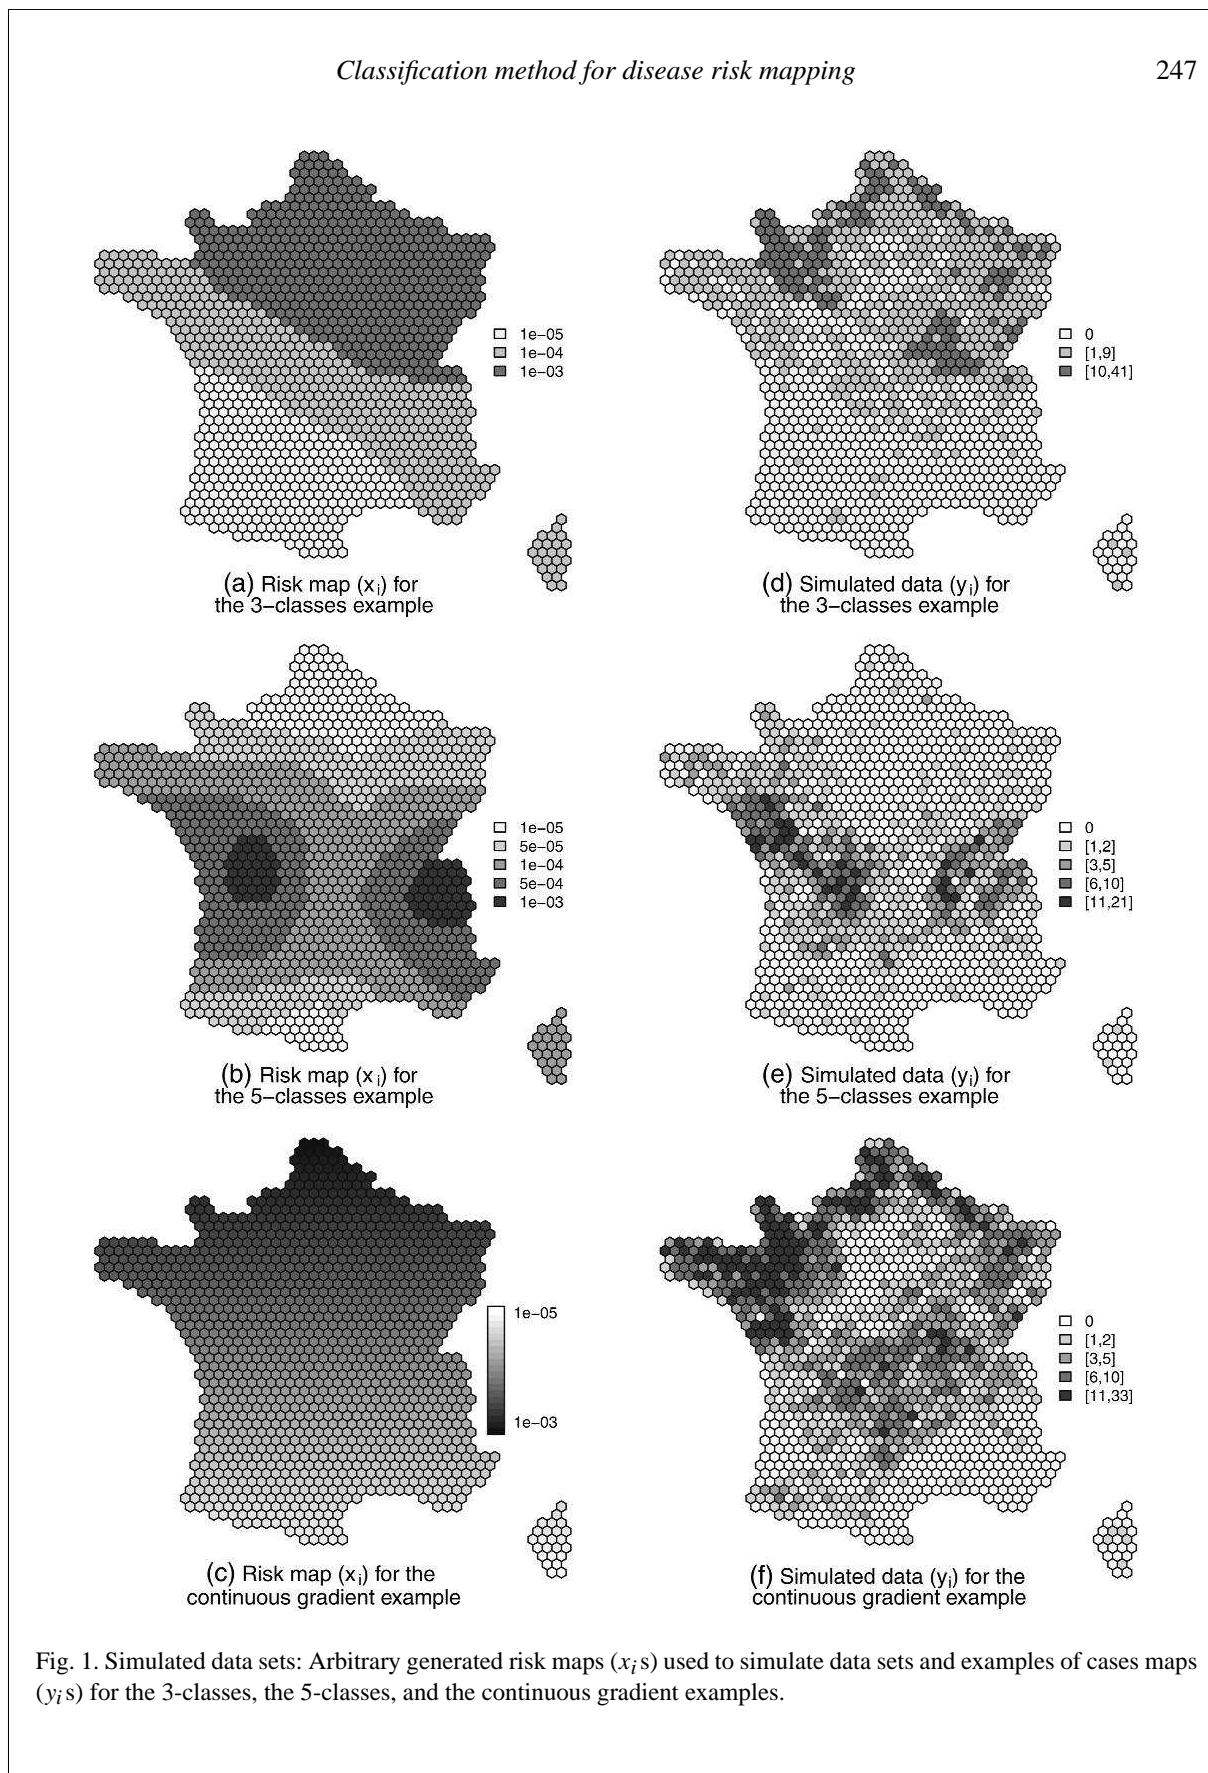 Classification method for disease risk mapping 247
1e−05
1e−04
1e−03
(a) Risk map (xi) for
the 3−classes example
0
[1,9]
[10,41]
(d) Simulated data (yi) for
the 3−classes example
1e−05
5e−05
1e−04
5e−04
1e−03
(b) Risk map (xi) for
the 5−classes example
0
[1,2]
[3,5]
[6,10]
[11,21]
(e) Simulated data (yi) for
the 5−classes example
1e−05
1e−03
(c) Risk map (xi) for the
continuous gradient example
0
[1,2]
[3,5]
[6,10]
[11,33]
(f) Simulated data (yi) for the
continuous gradient example
Fig. 1. Simulated data sets: Arbitrary generated risk maps (xi s) used to simulate data sets and examples of cases maps
(yi s) for the 3-classes, the 5-classes, and the continuous gradient examples.